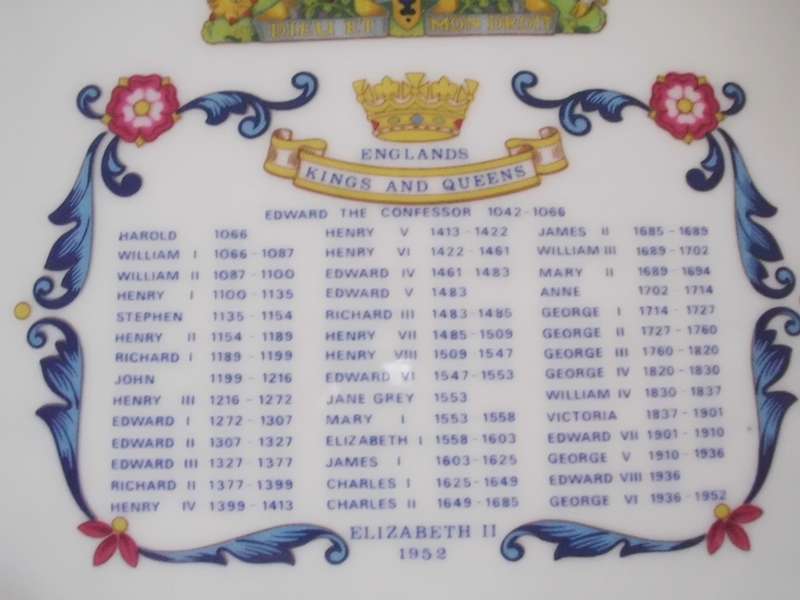 DIEU ET MON DROIT
ENGLANDS
KINGS AND QUEENS
EDWARD THE CONFESSOR 1042-1066
HAROLD 1066
WILLIAM I 1066-1087
WILLIAM II 1087-1100
HENRY I 1100-1135
STEPHEN 1135-1154
HENRY II 1154-1189
RICHARD I 1189-1199
JOHN 1199-1216
HENRY III 1216-1272
EDWARD I 1272-1307
EDWARD II 1307-1327
EDWARD III 1327-1377
RICHARD II 1377-1399
HENRY IV 1399-1413
HENRY V 1413-1422
HENRY VI 1422-1461
EDWARD IV 1461-1483
EDWARD V 1483
RICHARD III 1483-1485
HENRY VII 1485-1509
HENRY VIII 1509-1547
EDWARD VI 1547-1553
JANE GREY 1553
MARY I 1553-1558
ELIZABETH I 1558-1603
JAMES I 1603-1625
CHARLES I 1625-1649
CHARLES II 1649-1685
JAMES II 1685-1689
WILLIAM III 1689-1702
MARY II 1689-1694
ANNE 1702-1714
GEORGE I 1714-1727
GEORGE II 1727-1760
GEORGE III 1760-1820
GEORGE IV 1820-1830
WILLIAM IV 1830-1837
VICTORIA 1837-1901
EDWARD VII 1901-1910
GEORGE V 1910-1936
EDWARD VIII 1936
GEORGE VI 1936-1952
ELIZABETH II
1952